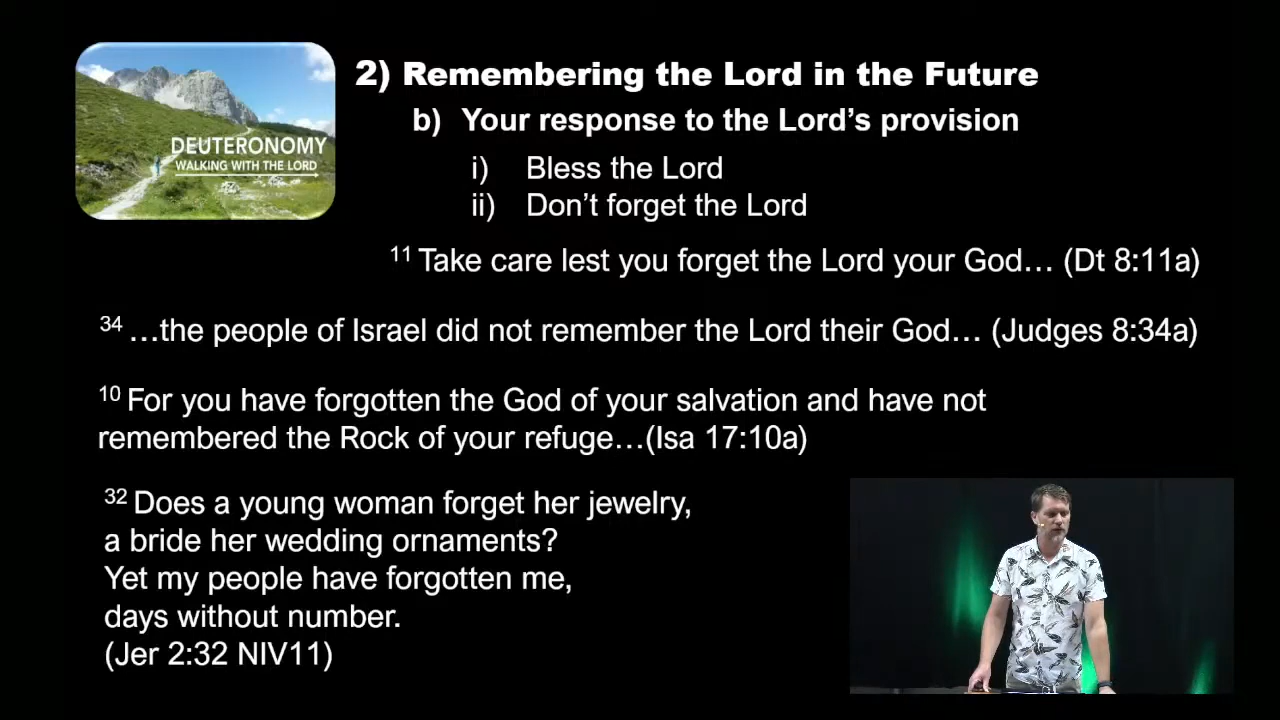 DEUTERONOMY
WALKING WITH THE LORD
2) Remembering the Lord in the Future
b) Your response to the Lord's provision
i) Bless the Lord
ii) Don't forget the Lord
11 Take care lest you forget the Lord your God… (Dt 8:11a)
34 …the people of Israel did not remember the Lord their God… (Judges 8:34a)
10 For you have forgotten the God of your salvation and have not
remembered the Rock of your refuge…(Isa 17:10a)
32 Does a young woman forget her jewelry,
a bride her wedding ornaments?
Yet my people have forgotten me,
days without number.
(Jer 2:32 NIV11)